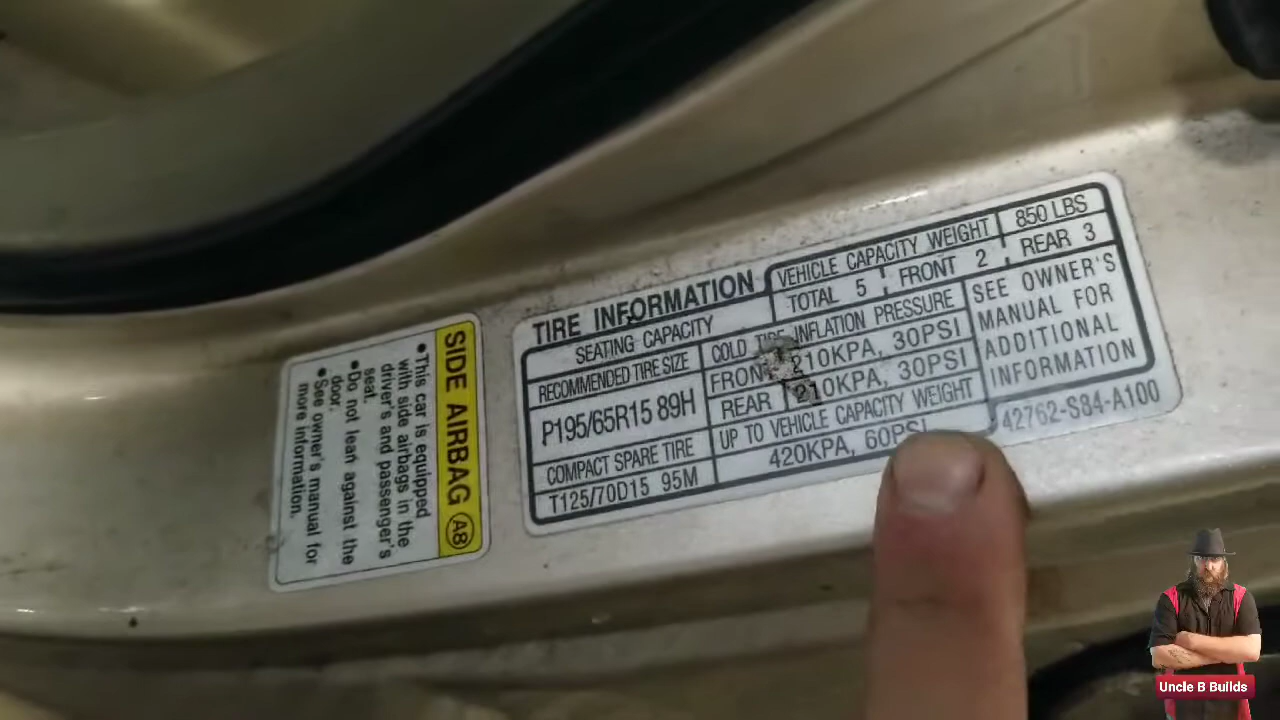 SIDE AIRBAG A8
•This car is equipped
with side airbags in the
driver's and passenger's
seat.
•Do not lean against the
door.
•See owner's manual for
more information.
TIRE INFORMATION
VEHICLE CAPACITY WEIGHT 850 LBS
SEATING CAPACITY TOTAL 5 FRONT 2 REAR 3
RECOMMENDED TIRE SIZE
P195/65R15 89H
COLD TIRE INFLATION PRESSURE
FRONT 210KPA, 30PSI
REAR 210KPA, 30PSI
UP TO VEHICLE CAPACITY WEIGHT
SEE OWNER'S
MANUAL FOR
ADDITIONAL
INFORMATION
COMPACT SPARE TIRE
T125/70D15 95M
420KPA, 60PSI
42762-S84-A100
Uncle B Builds